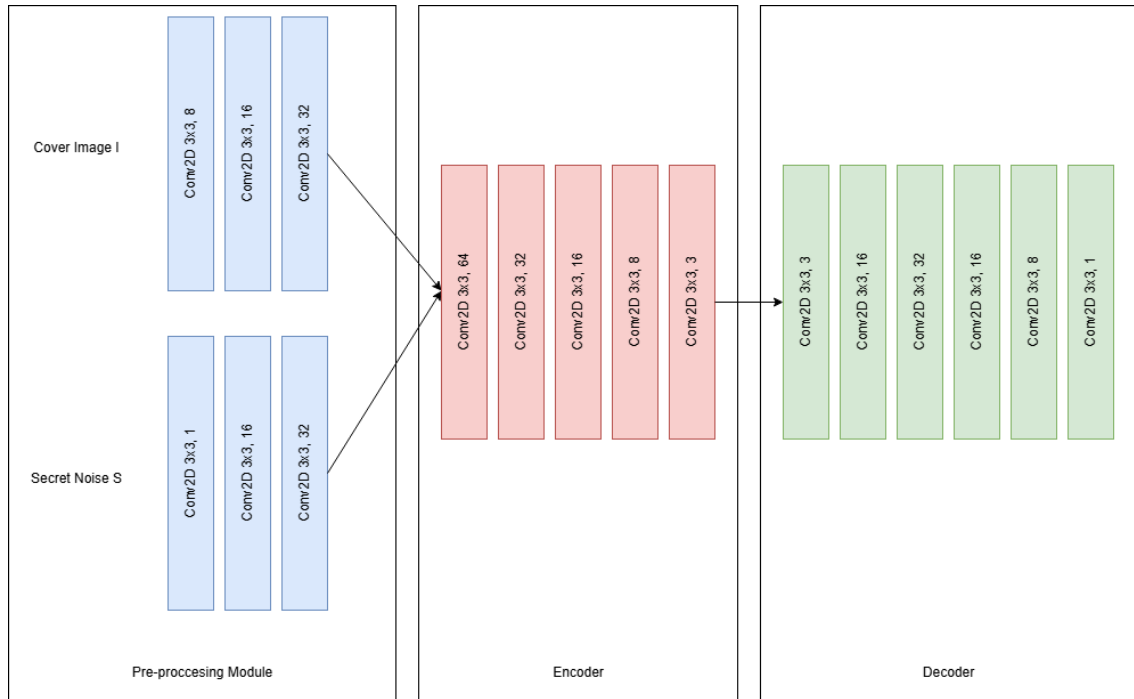 Cover Image I
Conv2D 3x3, 8
Conv2D 3x3, 16
Conv2D 3x3, 32
Secret Noise S
Conv2D 3x3, 1
Conv2D 3x3, 16
Conv2D 3x3, 32
Pre-proccesing Module
Conv2D 3x3, 64
Conv2D 3x3, 32
Conv2D 3x3, 16
Conv2D 3x3, 8
Conv2D 3x3, 3
Encoder
Conv2D 3x3, 3
Conv2D 3x3, 16
Conv2D 3x3, 32
Conv2D 3x3, 16
Conv2D 3x3, 8
Conv2D 3x3, 1
Decoder